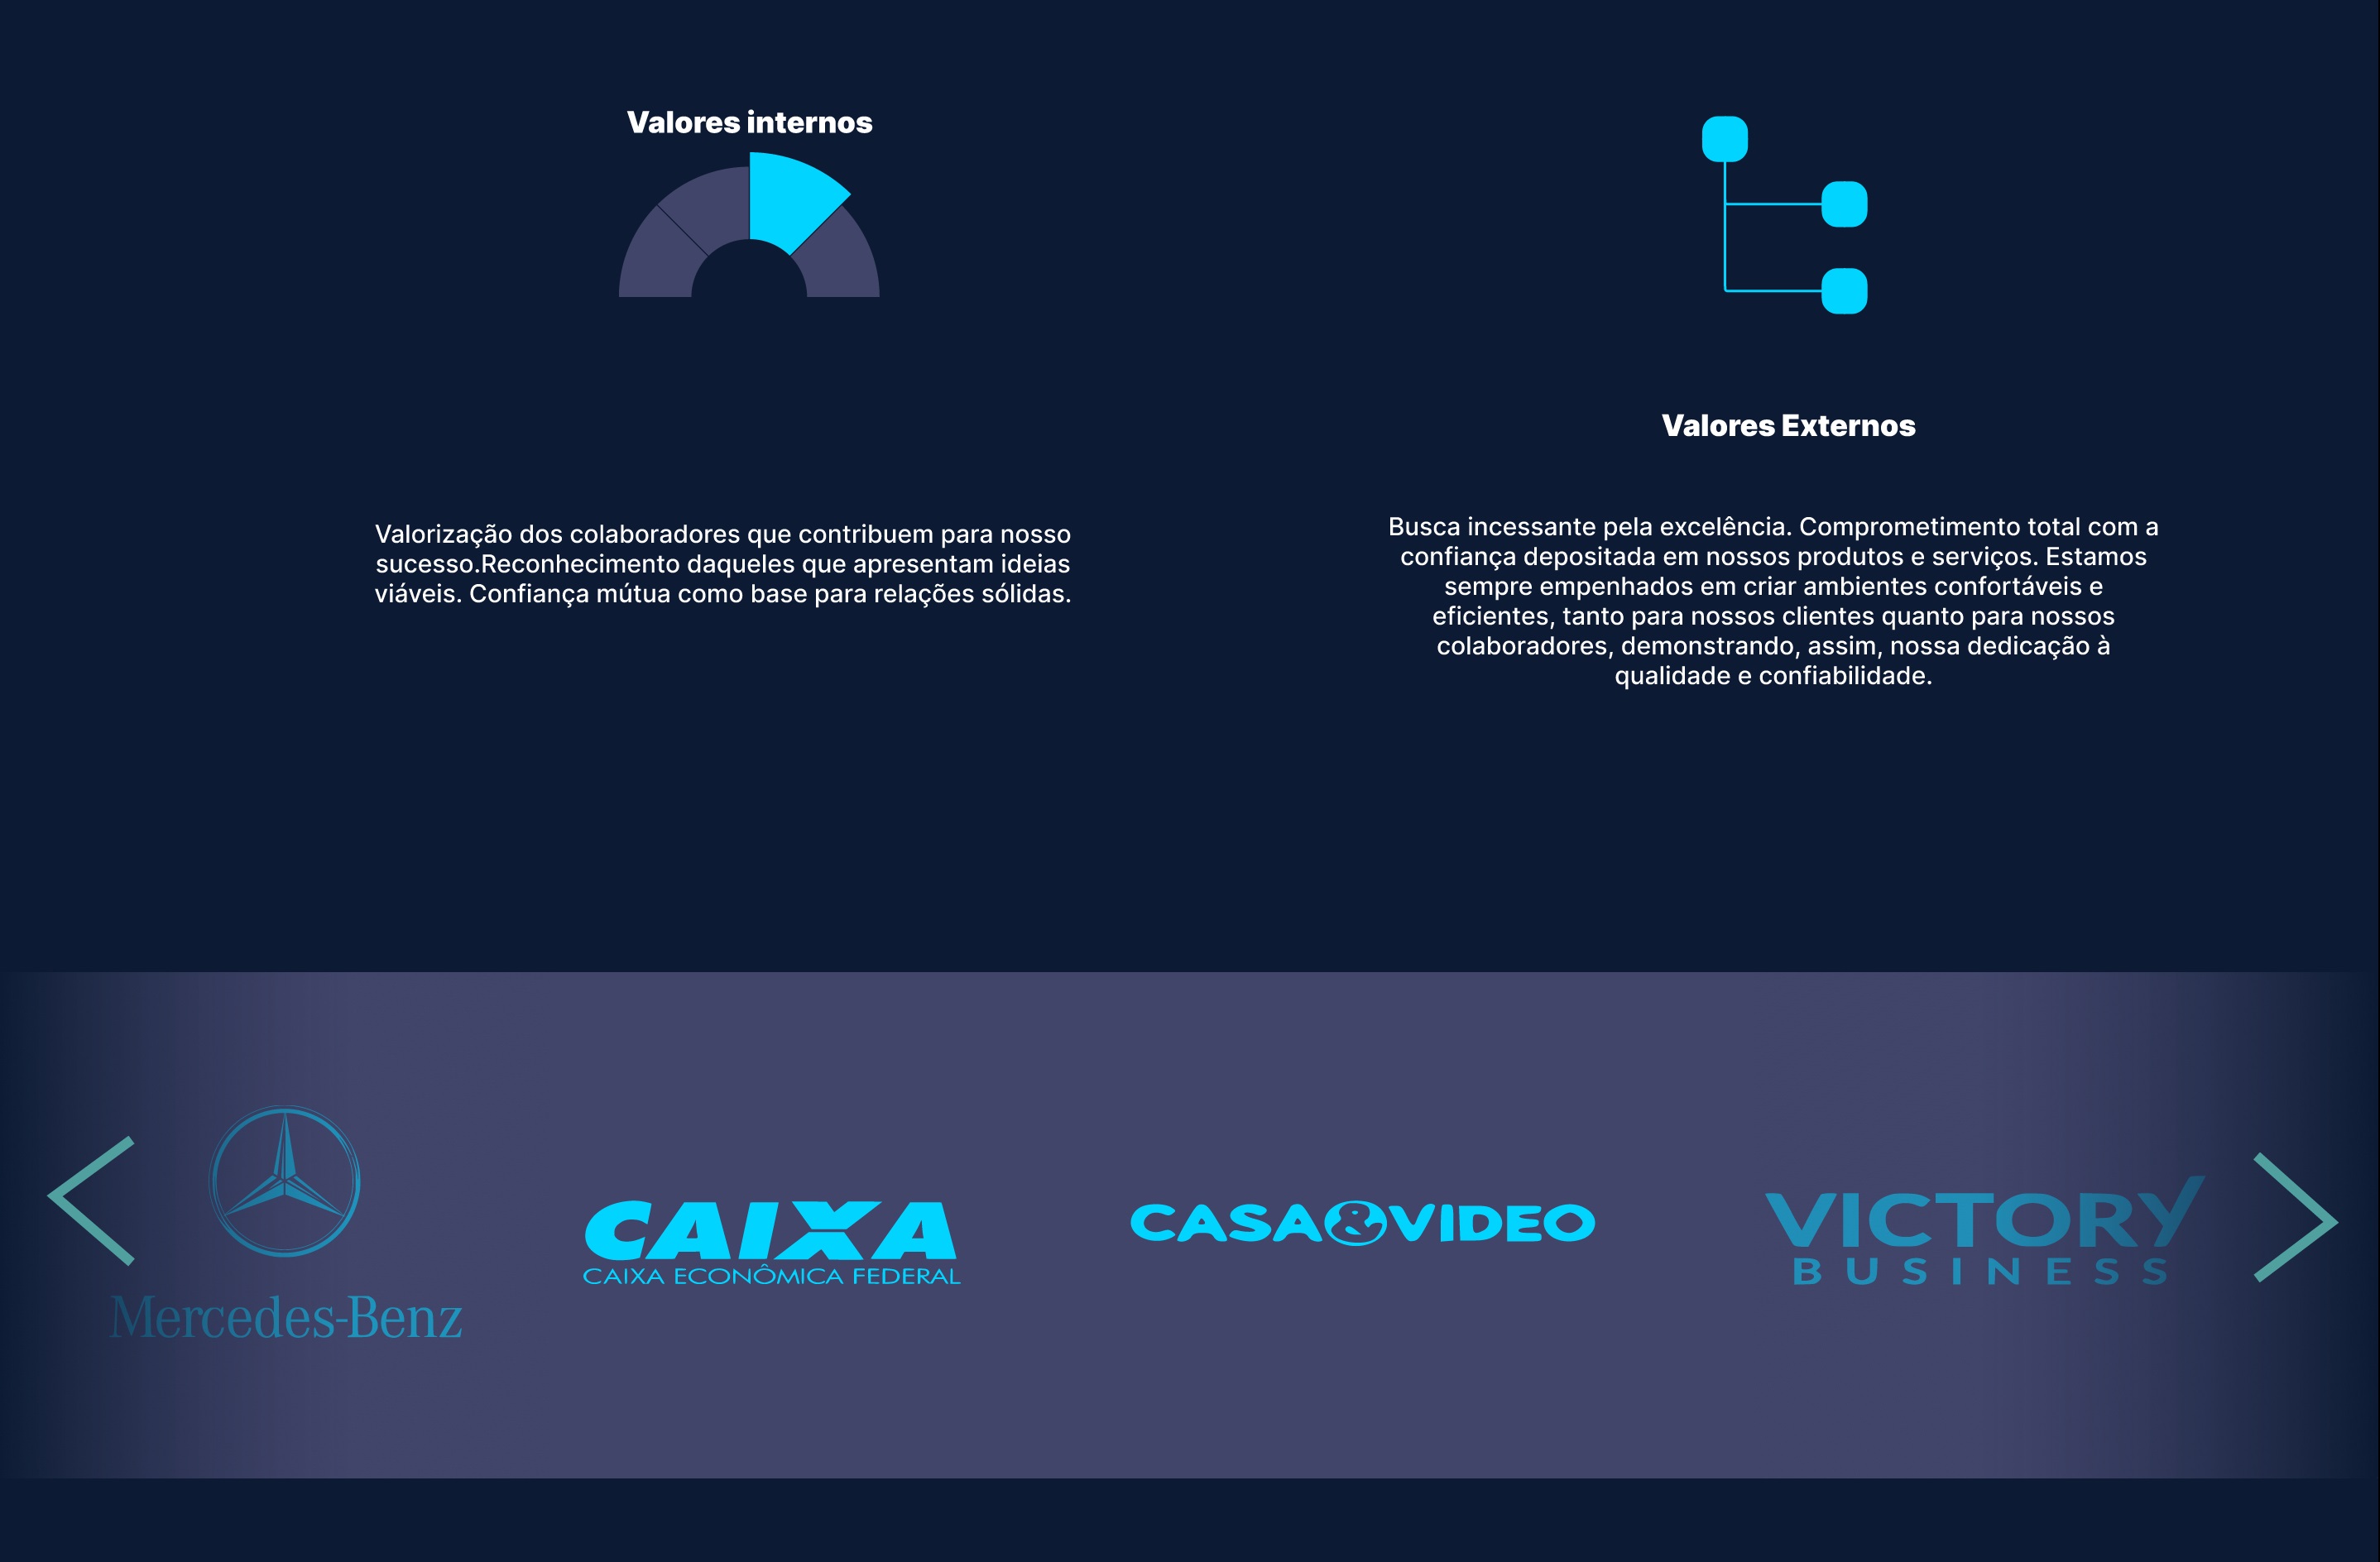 Valores internos
Valorização dos colaboradores que contribuem para nosso
sucesso.Reconhecimento daqueles que apresentam ideias
viáveis. Confiança mútua como base para relações sólidas.
Valores Externos
Busca incessante pela excelência. Comprometimento total com a
confiança depositada em nossos produtos e serviços. Estamos
sempre empenhados em criar ambientes confortáveis e
eficientes, tanto para nossos clientes quanto para nossos
colaboradores, demonstrando, assim, nossa dedicação à
qualidade e confiabilidade.
Mercedes-Benz
CAIXA
CAIXA ECONÔMICA FEDERAL
CASA&VIDEO
VICTORY
BUSINESS